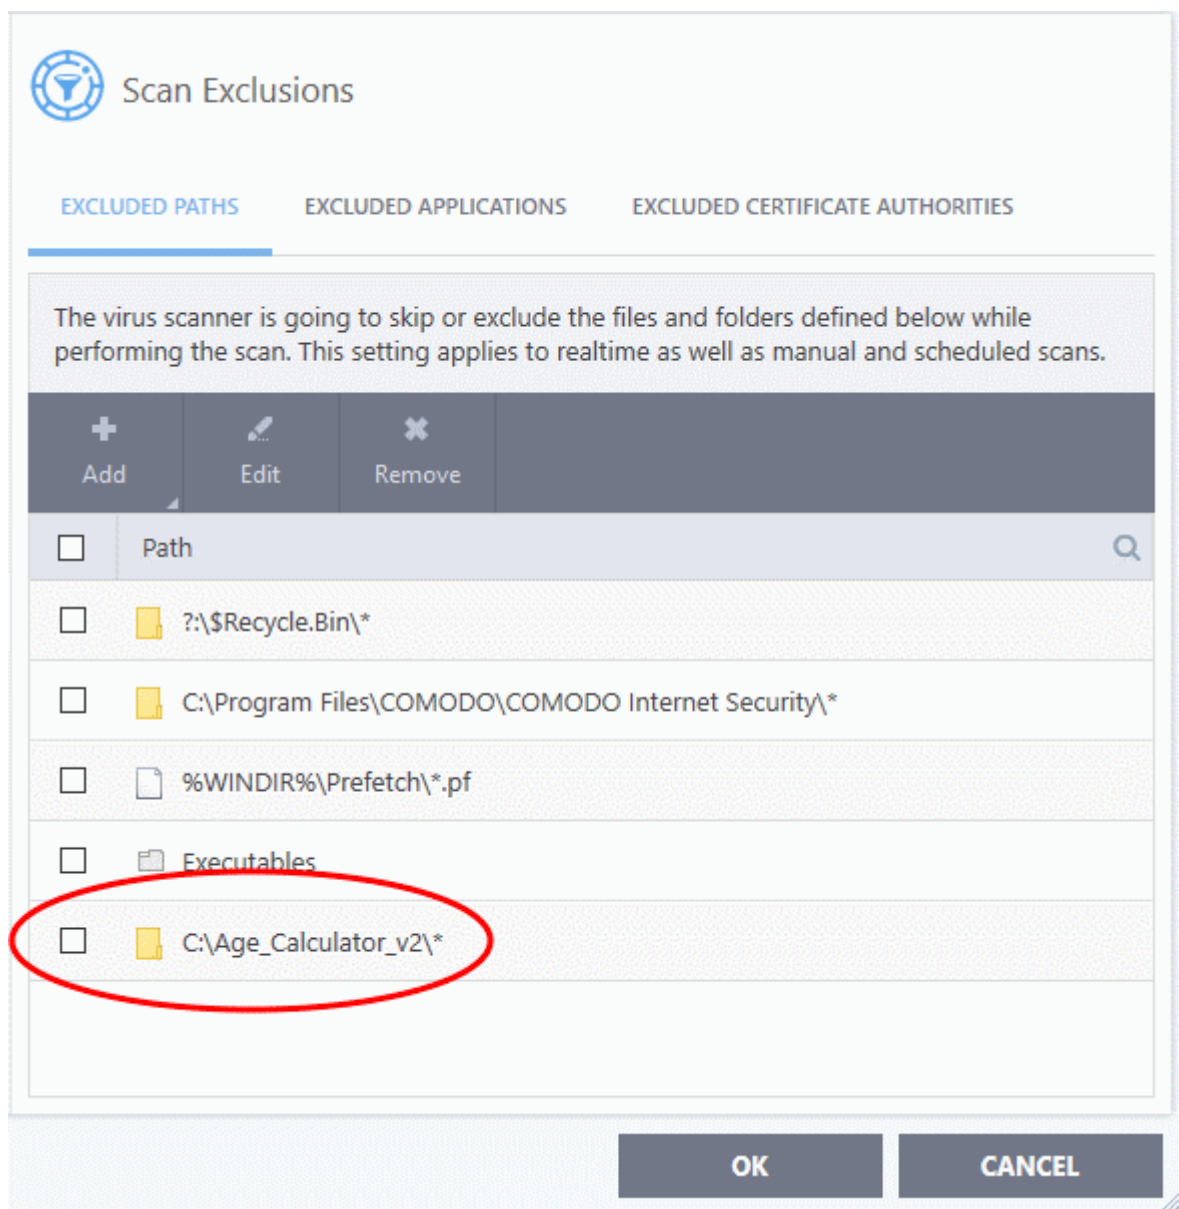 Scan Exclusions
EXCLUDED PATHS EXCLUDED APPLICATIONS EXCLUDED CERTIFICATE AUTHORITIES
The virus scanner is going to skip or exclude the files and folders defined below while
performing the scan. This setting applies to realtime as well as manual and scheduled scans.
Add Edit Remove
Path
?:\$Recycle.Bin\*
C:\Program Files\COMODO\COMODO Internet Security\*
%WINDIR%\Prefetch\*.pf
Executables
C:\Age_Calculator_v2\*
OK CANCEL